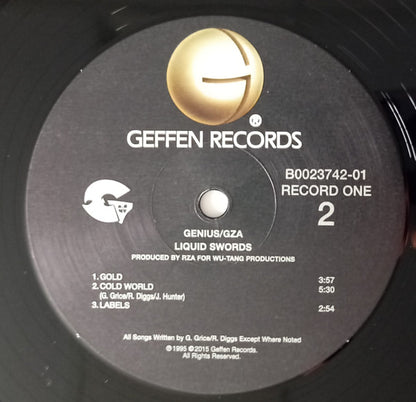 ®
GEFFEN RECORDS
B0023742-01
RECORD ONE
2
G
GENIUS/GZA
LIQUID SWORDS
PRODUCED BY RZA FOR WU-TANG PRODUCTIONS
1. GOLD 3:57
2. COLD WORLD 5:30
(G. Grice/R. Diggs/J. Hunter)
3. LABELS 2:54
All Songs Written by G. Grice/R. Diggs Except Where Noted
℗ 1995 © 2015 Geffen Records.
All Rights Reserved.